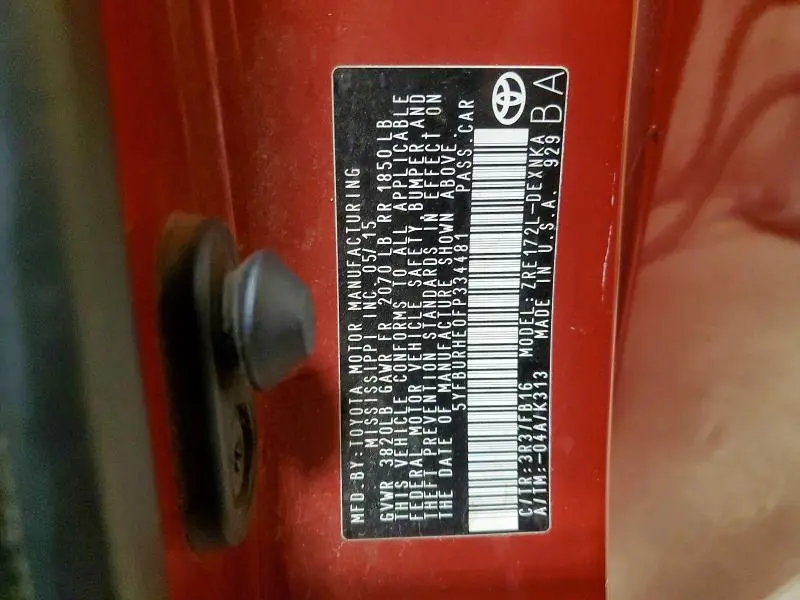 MFD.BY:TOYOTA MOTOR MANUFACTURING
MISSISSIPPI INC. 05/15
GVWR 3820LB GAWR FR 2070 LB RR 1850LB
THIS VEHICLE CONFORMS TO ALL APPLICABLE
FEDERAL MOTOR VEHICLE SAFETY BUMPER AND
THEFT PREVENTION STANDARDS IN EFFECT ON
THE DATE OF MANUFACTURE SHOWN ABOVE.
5YFBURHE0FP334481 PASS.CAR
C/TR:3R3/FB16 MODEL:ZRE172L-DEXNKA
A/TM:-04A/K313 MADE IN U.S.A. 929
BA